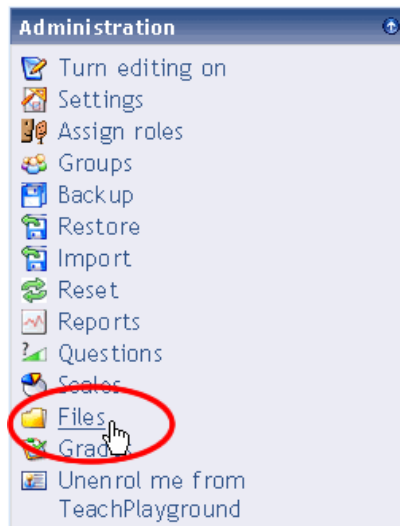 Administration
Turn editing on
Settings
Assign roles
Groups
Backup
Restore
Import
Reset
Reports
Questions
Scales
Files
Grades
Unenrol me from
TeachPlayground